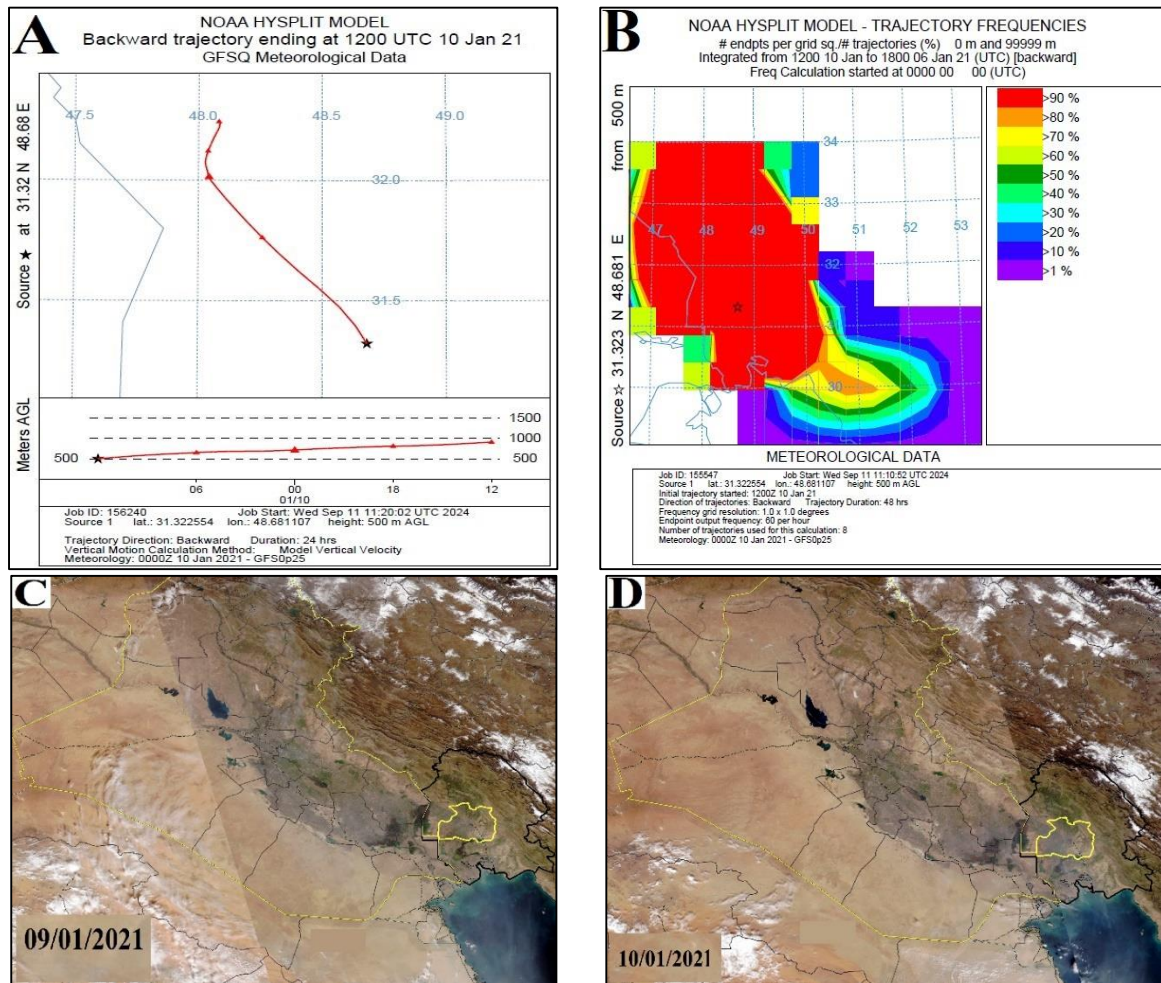 A
NOAA HYSPLIT MODEL
Backward trajectory ending at 1200 UTC 10 Jan 21
GFSQ Meteorological Data
Source ★ at 31.32 N 48.68 E
47.5
48.0
48.5
49.0
32.0
31.5
Meters AGL
500
1500
1000
500
06
00
18
12
01/10
Job ID: 156240 Job Start: Wed Sep 11 11:20:02 UTC 2024
Source 1 lat.: 31.322554 lon.: 48.681107 height: 500 m AGL
Trajectory Direction: Backward Duration: 24 hrs
Vertical Motion Calculation Method: Model Vertical Velocity
Meteorology: 0000Z 10 Jan 2021 - GFS0p25
B
NOAA HYSPLIT MODEL - TRAJECTORY FREQUENCIES
# endpts per grid sq./# trajectories (%) 0 m and 99999 m
Integrated from 1200 10 Jan to 1800 06 Jan 21 (UTC) [backward]
Freq Calculation started at 0000 00 00 (UTC)
Source ☆ 31.323 N 48.681 E from 500 m
34
33
47
48
49
50
51
52
53
32
31
30
>90 %
>80 %
>70 %
>60 %
>50 %
>40 %
>30 %
>20 %
>10 %
>1 %
METEOROLOGICAL DATA
Job ID: 155547 Job Start: Wed Sep 11 11:10:52 UTC 2024
Source 1 lat.: 31.322554 lon.: 48.681107 height: 500 m AGL
Initial trajectory started: 1200Z 10 Jan 21
Direction of trajectories: Backward Trajectory Duration: 48 hrs
Frequency grid resolution: 1.0 x 1.0 degrees
Endpoint output frequency: 60 per hour
Number of trajectories used for this calculation: 8
Meteorology: 0000Z 10 Jan 2021 - GFS0p25
C
09/01/2021
D
10/01/2021